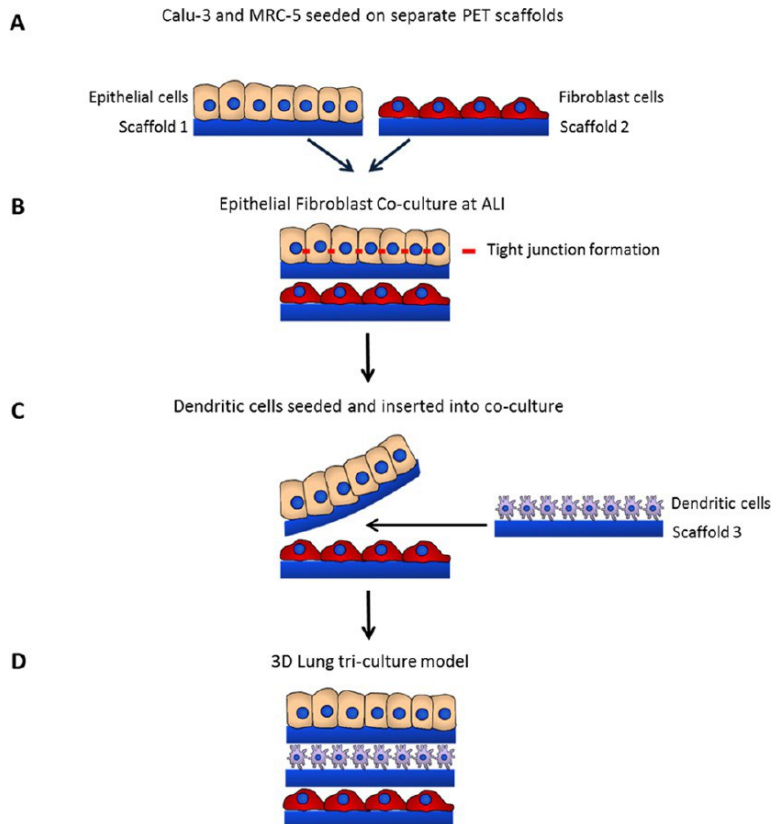 A
Calu-3 and MRC-5 seeded on separate PET scaffolds
Epithelial cells
Scaffold 1
Fibroblast cells
Scaffold 2
B
Epithelial Fibroblast Co-culture at ALI
Tight junction formation
C
Dendritic cells seeded and inserted into co-culture
Dendritic cells
Scaffold 3
D
3D Lung tri-culture model